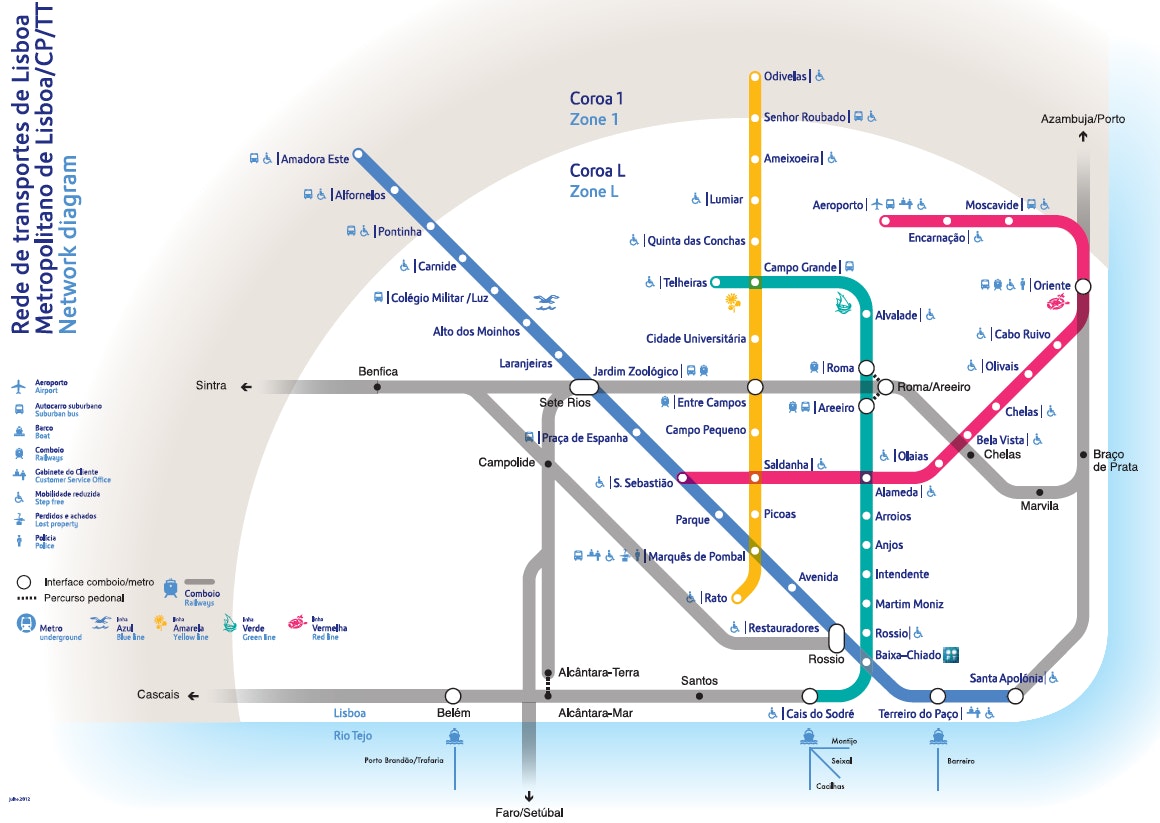 Rede de transportes de Lisboa
Metropolitano de Lisboa/CP/TT
Network diagram
Coroa 1
Zone 1
Coroa L
Zone L
Odivelas
Senhor Roubado
Ameixoeira
Lumiar
Quinta das Conchas
Campo Grande
Telheiras
Cidade Universitária
Entre Campos
Campo Pequeno
Saldanha
Picoas
Marquês de Pombal
Rato
Amadora Este
Alfornelos
Pontinha
Carnide
Colégio Militar /Luz
Alto dos Moinhos
Laranjeiras
Jardim Zoológico
Sete Rios
Praça de Espanha
S. Sebastião
Parque
Avenida
Restauradores
Rossio
Baixa–Chiado
Terreiro do Paço
Santa Apolónia
Alvalade
Roma
Areeiro
Roma/Areeiro
Alameda
Arroios
Anjos
Intendente
Martim Moniz
Rossio
Cais do Sodré
Aeroporto
Encarnação
Moscavide
Oriente
Cabo Ruivo
Olivais
Chelas
Bela Vista
Olaias
Azambuja/Porto
Braço
de Prata
Chelas
Marvila
Sintra
Benfica
Campolide
Alcântara-Terra
Alcântara-Mar
Santos
Belém
Cascais
Faro/Setúbal
Lisboa
Rio Tejo
Porto Brandão/Trafaria
Montijo
Seixal
Cacilhas
Barreiro
Aeroporto
Airport
Autocarro suburbano
Suburban bus
Barco
Boat
Comboio
Railways
Gabinete do Cliente
Customer Service Office
Mobilidade reduzida
Step free
Perdidos e achados
Lost property
Polícia
Police
Interface comboio/metro
Percurso pedonal
Comboio
Railways
Metro
underground
linha
Azul
Blue line
linha
Amarela
Yellow line
linha
Verde
Green line
linha
Vermelha
Red line
julho 2012